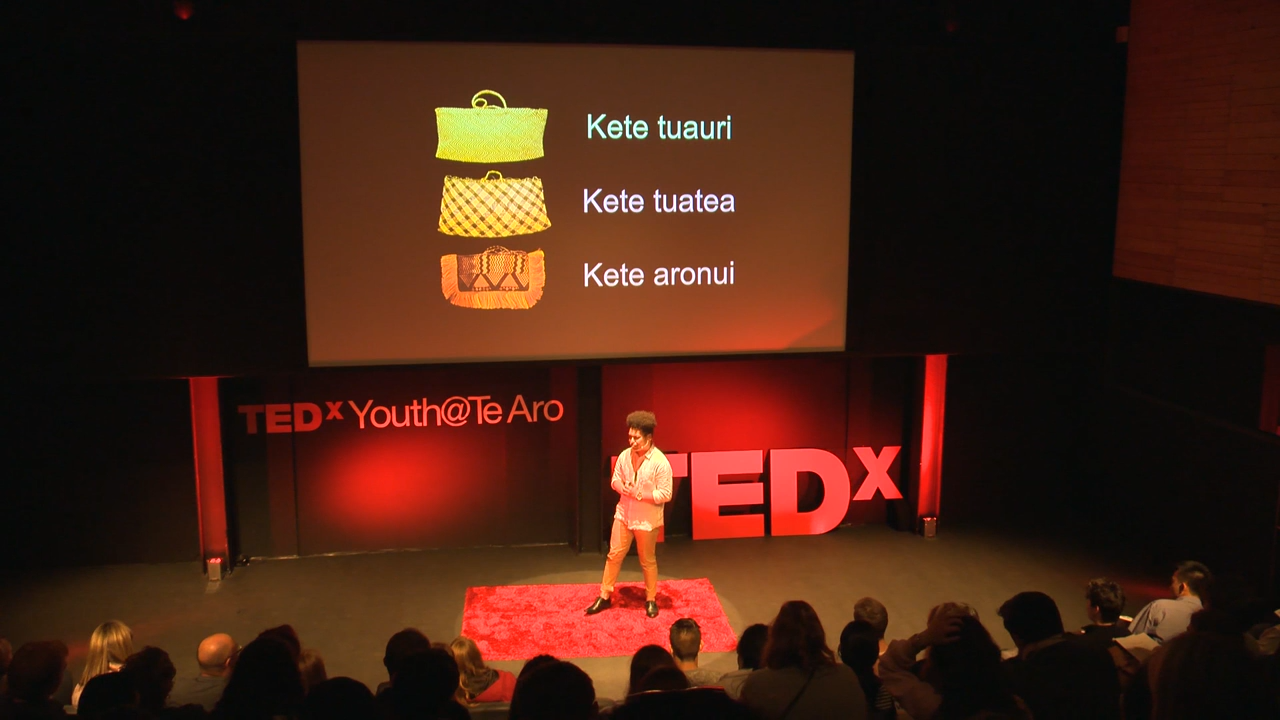 Kete tuauri
Kete tuatea
Kete aronui
TEDx Youth@Te Aro
TEDx